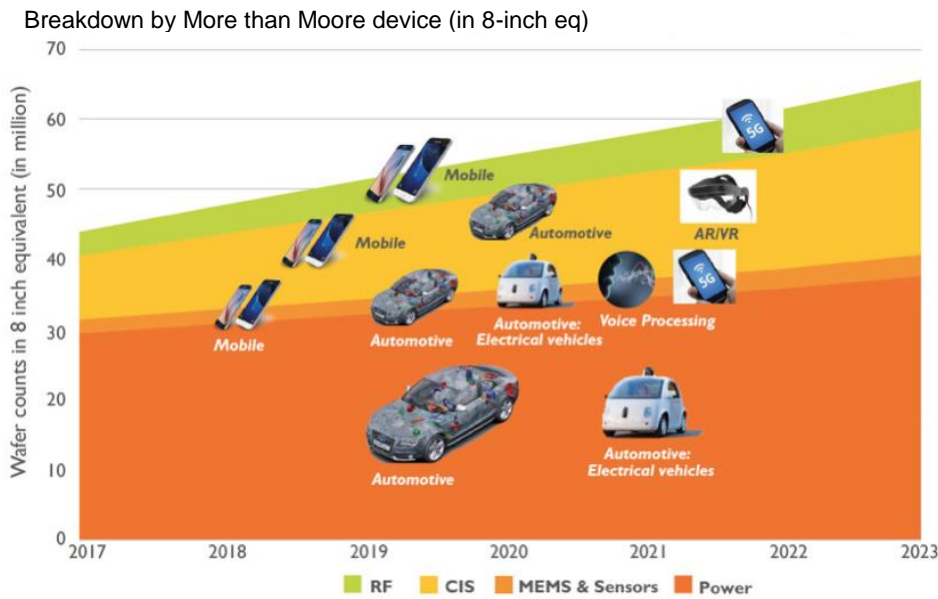 Breakdown by More than Moore device (in 8-inch eq)
Wafer counts in 8 inch equivalent (in million)
70
60
50
40
30
20
10
0
5G
Mobile
Automotive
AR/VR
Mobile
5G
Mobile
Automotive
Automotive:
Electrical vehicles
Voice Processing
Automotive
Automotive:
Electrical vehicles
2017
2018
2019
2020
2021
2022
2023
RF
CIS
MEMS & Sensors
Power